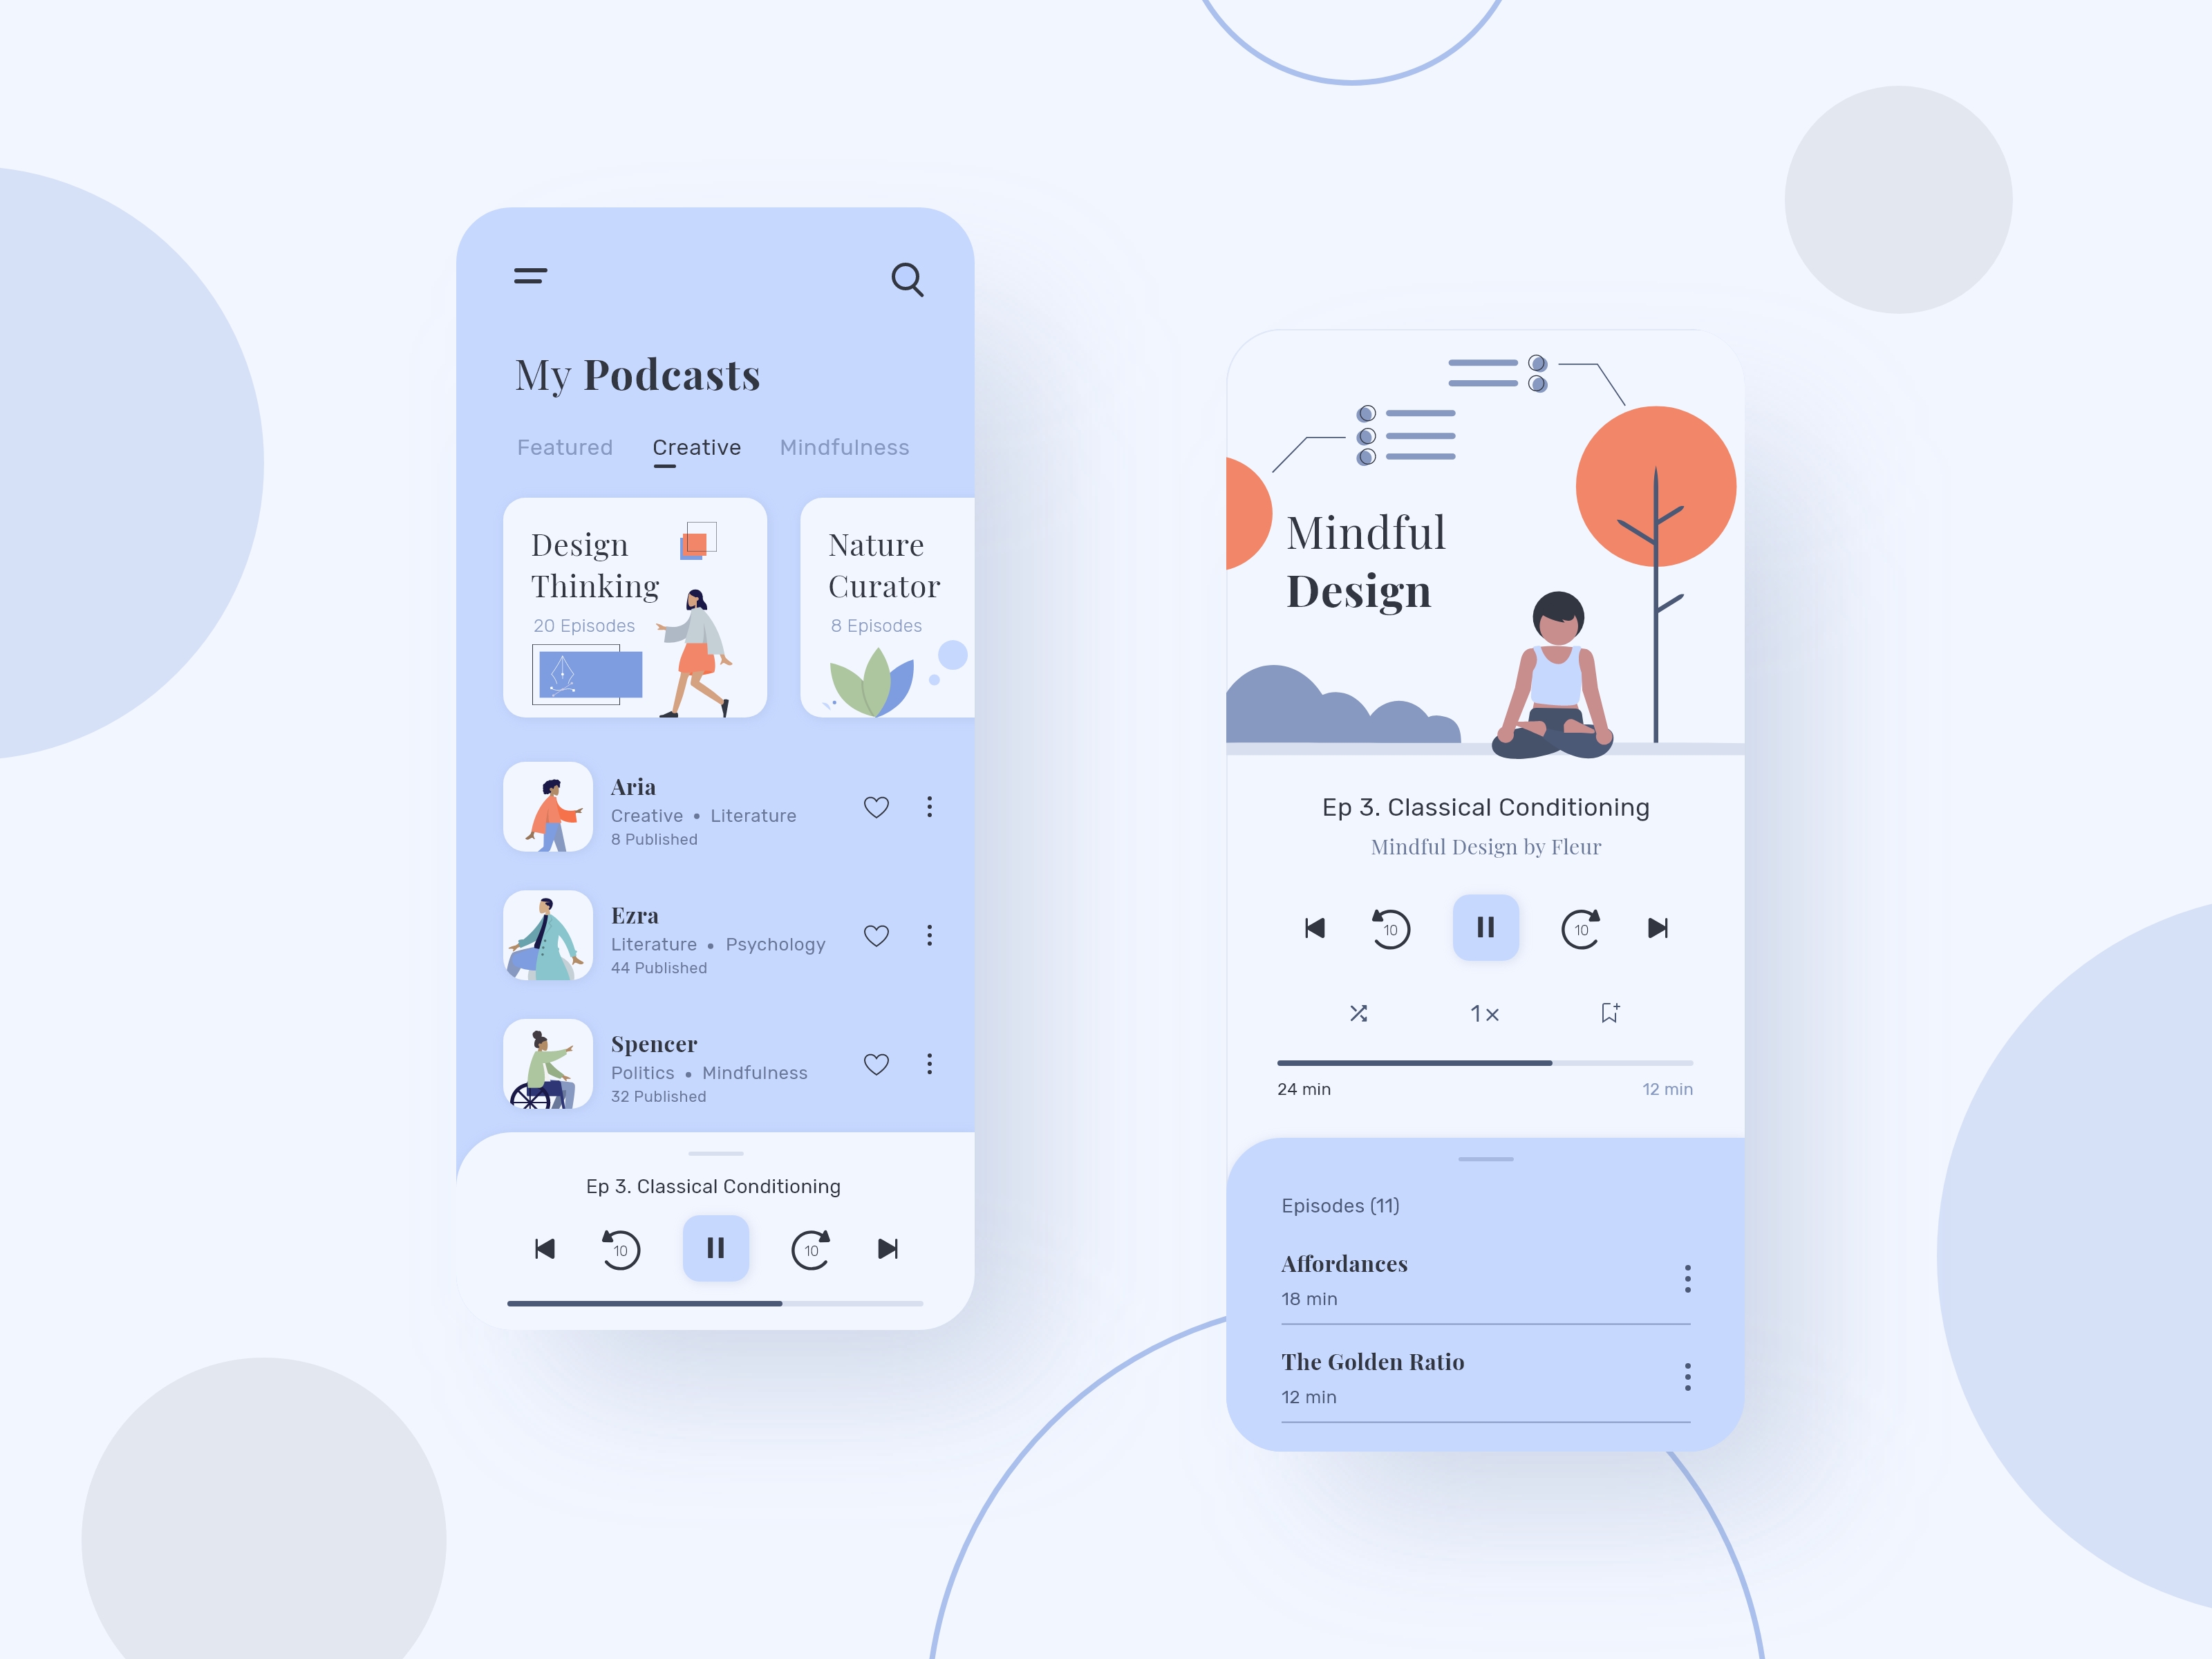 My Podcasts
Featured Creative Mindfulness
Design
Thinking
20 Episodes
Nature
Curator
8 Episodes
Aria
Creative • Literature
8 Published
Ezra
Literature • Psychology
44 Published
Spencer
Politics • Mindfulness
32 Published
Ep 3. Classical Conditioning
10 10
Mindful
Design
Ep 3. Classical Conditioning
Mindful Design by Fleur
10 10
1×
24 min 12 min
Episodes (11)
Affordances
18 min
The Golden Ratio
12 min